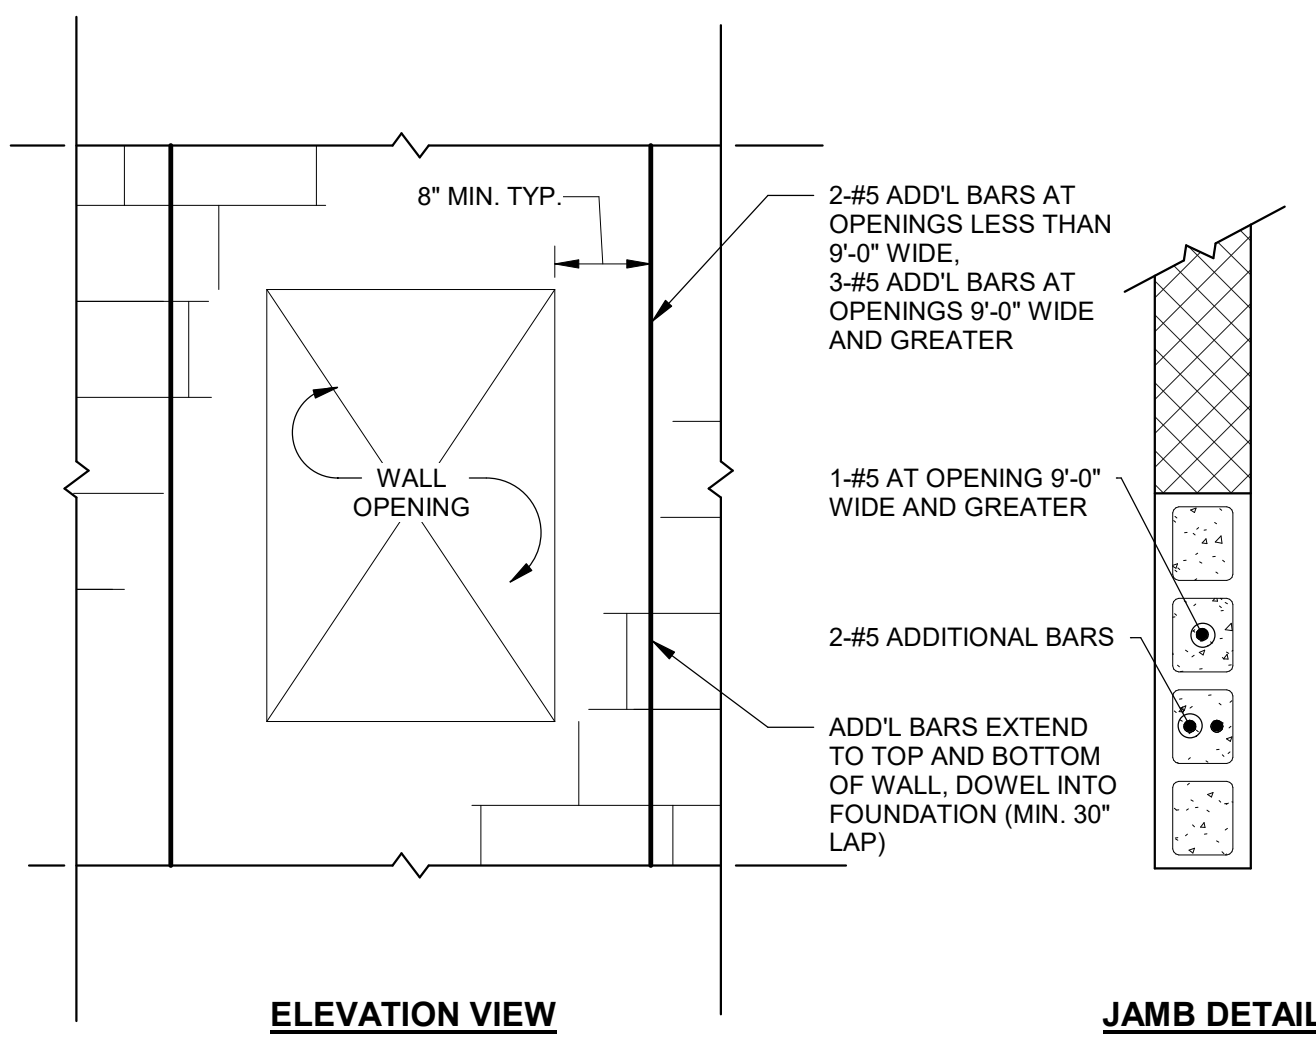 8" MIN. TYP.
2-#5 ADD'L BARS AT
OPENINGS LESS THAN
9'-0" WIDE,
3-#5 ADD'L BARS AT
OPENINGS 9'-0" WIDE
AND GREATER
WALL
OPENING
1-#5 AT OPENING 9'-0"
WIDE AND GREATER
2-#5 ADDITIONAL BARS
ADD'L BARS EXTEND
TO TOP AND BOTTOM
OF WALL, DOWEL INTO
FOUNDATION (MIN. 30"
LAP)
ELEVATION VIEW
JAMB DETAIL